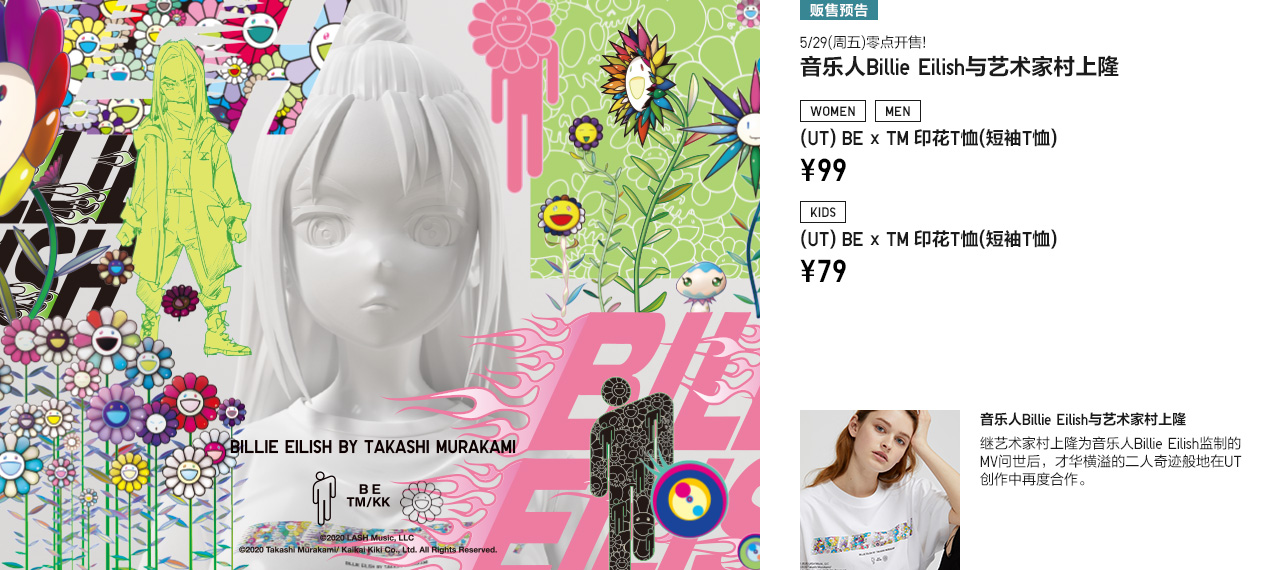 BILLIE EILISH BY TAKASHI MURAKAMI
BE
TM/KK
©2020 LASH Music, LLC
©2020 Takashi Murakami/ Kaikai Kiki Co., Ltd. All Rights Reserved.
贩售预告
5/29(周五)零点开售!
音乐人Billie Eilish与艺术家村上隆
WOMEN MEN
(UT) BE x TM 印花T恤(短袖T恤)
¥99
KIDS
(UT) BE x TM 印花T恤(短袖T恤)
¥79
音乐人Billie Eilish与艺术家村上隆
继艺术家村上隆为音乐人Billie Eilish监制的
MV问世后，才华横溢的二人奇迹般地在UT
创作中再度合作。